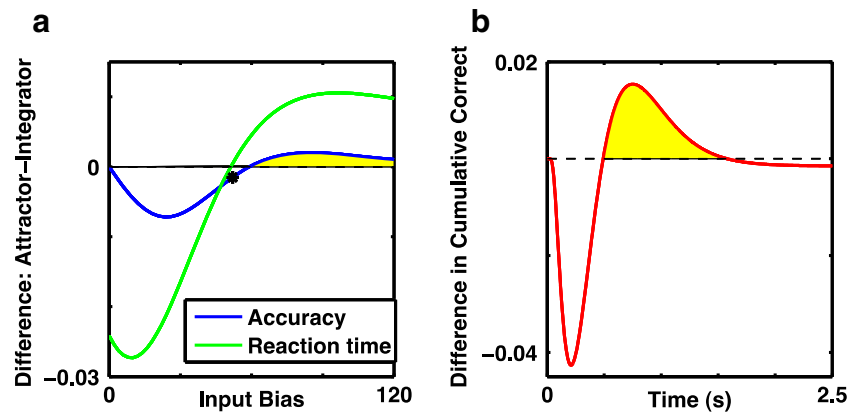 a
Difference: Attractor–Integrator
0
-0.03
Accuracy
Reaction time
0
Input Bias
120
b
Difference in Cumulative Correct
0.02
-0.04
0
Time (s)
2.5